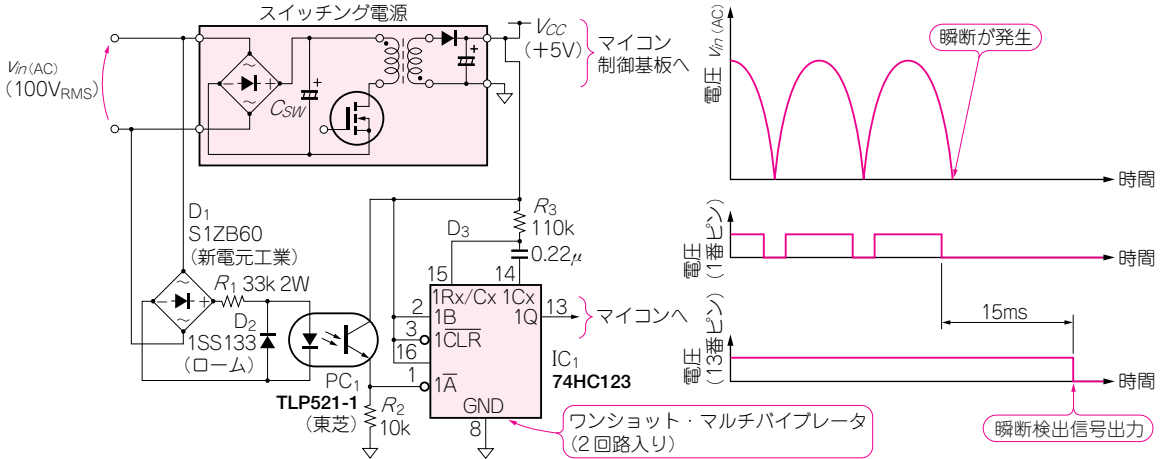 スイッチング電源
vin(AC)
(100VRMS)
CSW
VCC
(+5V)
マイコン
制御基板へ
D1
S1ZB60
(新電元工業)
R1 33k 2W
D2
1SS133
(ローム)
PC1
TLP521-1
(東芝)
R2
10k
R3
110k
D3
0.22μ
15
14
1Rx/Cx
1Cx
2
1B
1Q
13
マイコンへ
3
1CLR
16
1
1A
GND
8
IC1
74HC123
ワンショット・マルチバイブレータ
(2回路入り)
電圧 vin(AC)
瞬断が発生
時間
電圧
(1番ピン)
時間
15ms
電圧
(13番ピン)
時間
瞬断検出信号出力